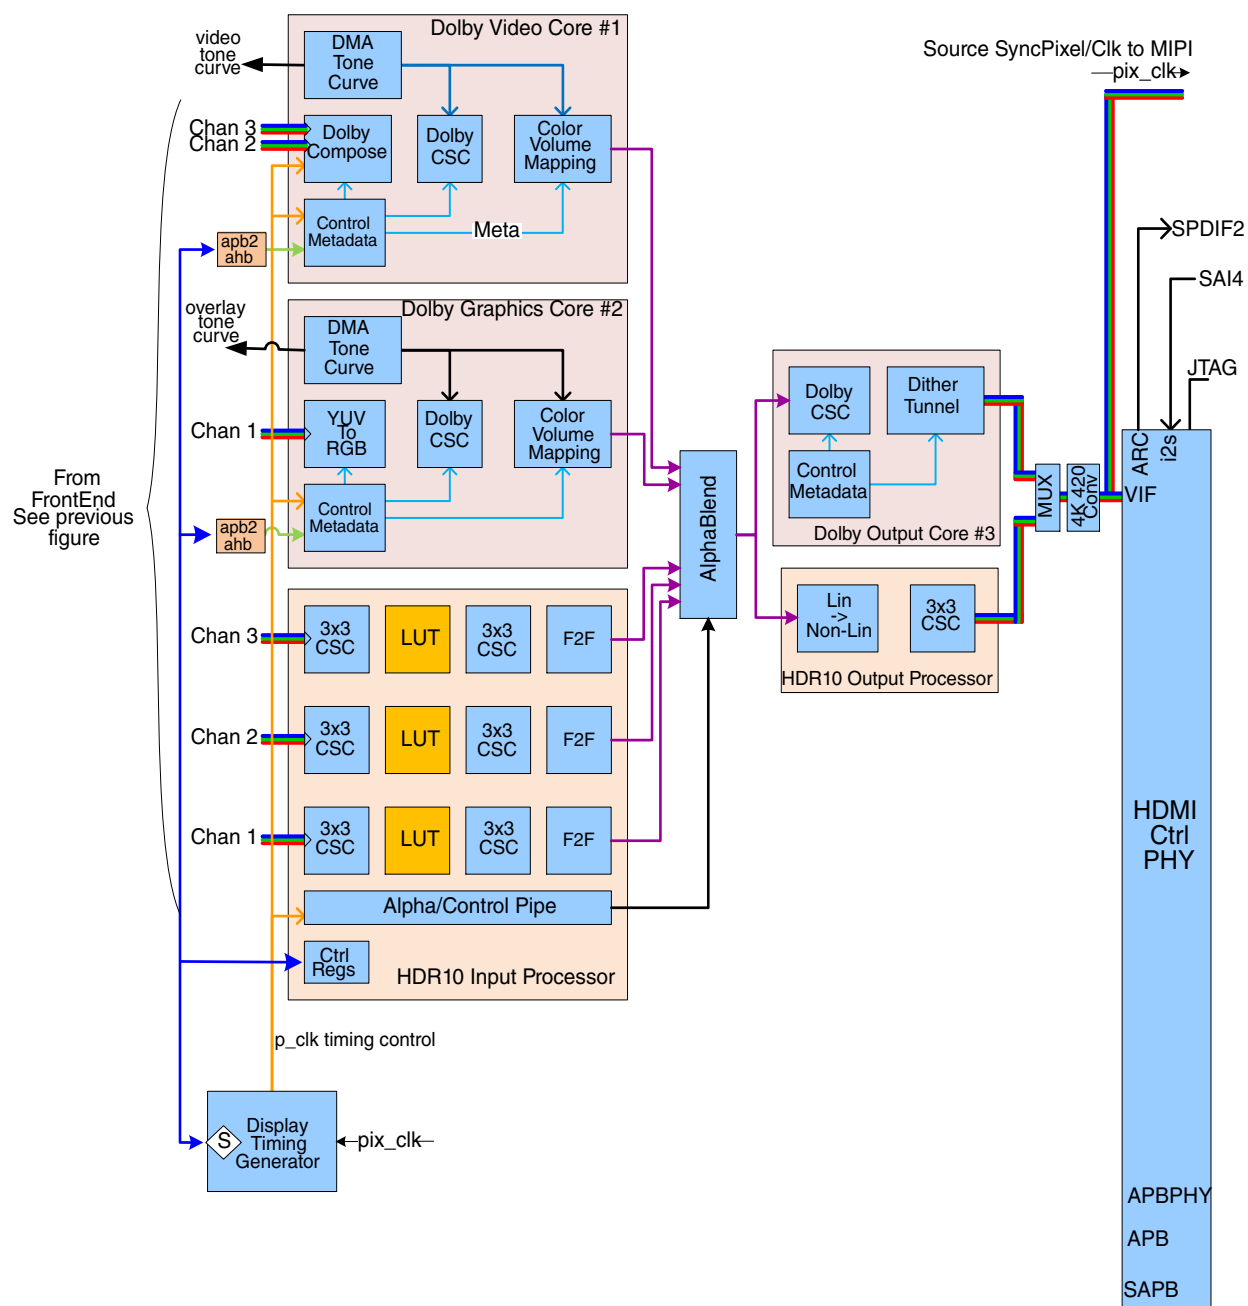 Dolby Video Core #1
video
tone
curve
DMA
Tone
Curve
Chan 3
Chan 2
Dolby
Compose
Dolby
CSC
Color
Volume
Mapping
Control
Metadata
Meta
apb2
ahb
Source SyncPixel/Clk to MIPI
pix_clk
SPDIF2
SAI4
JTAG
overlay
tone
curve
Dolby Graphics Core #2
DMA
Tone
Curve
Chan 1
YUV
To
RGB
Dolby
CSC
Color
Volume
Mapping
Control
Metadata
apb2
ahb
From
FrontEnd
See previous
figure
AlphaBlend
Dolby
CSC
Dither
Tunnel
Control
Metadata
Dolby Output Core #3
MUX
4K 420
Conv
ARC
i2s
VIF
Chan 3
3x3
CSC
LUT
3x3
CSC
F2F
Lin
->
Non-Lin
3x3
CSC
HDR10 Output Processor
Chan 2
3x3
CSC
LUT
3x3
CSC
F2F
Chan 1
3x3
CSC
LUT
3x3
CSC
F2F
HDMI
Ctrl
PHY
Alpha/Control Pipe
Ctrl
Regs
HDR10 Input Processor
p_clk timing control
S
Display
Timing
Generator
pix_clk
APBPHY
APB
SAPB